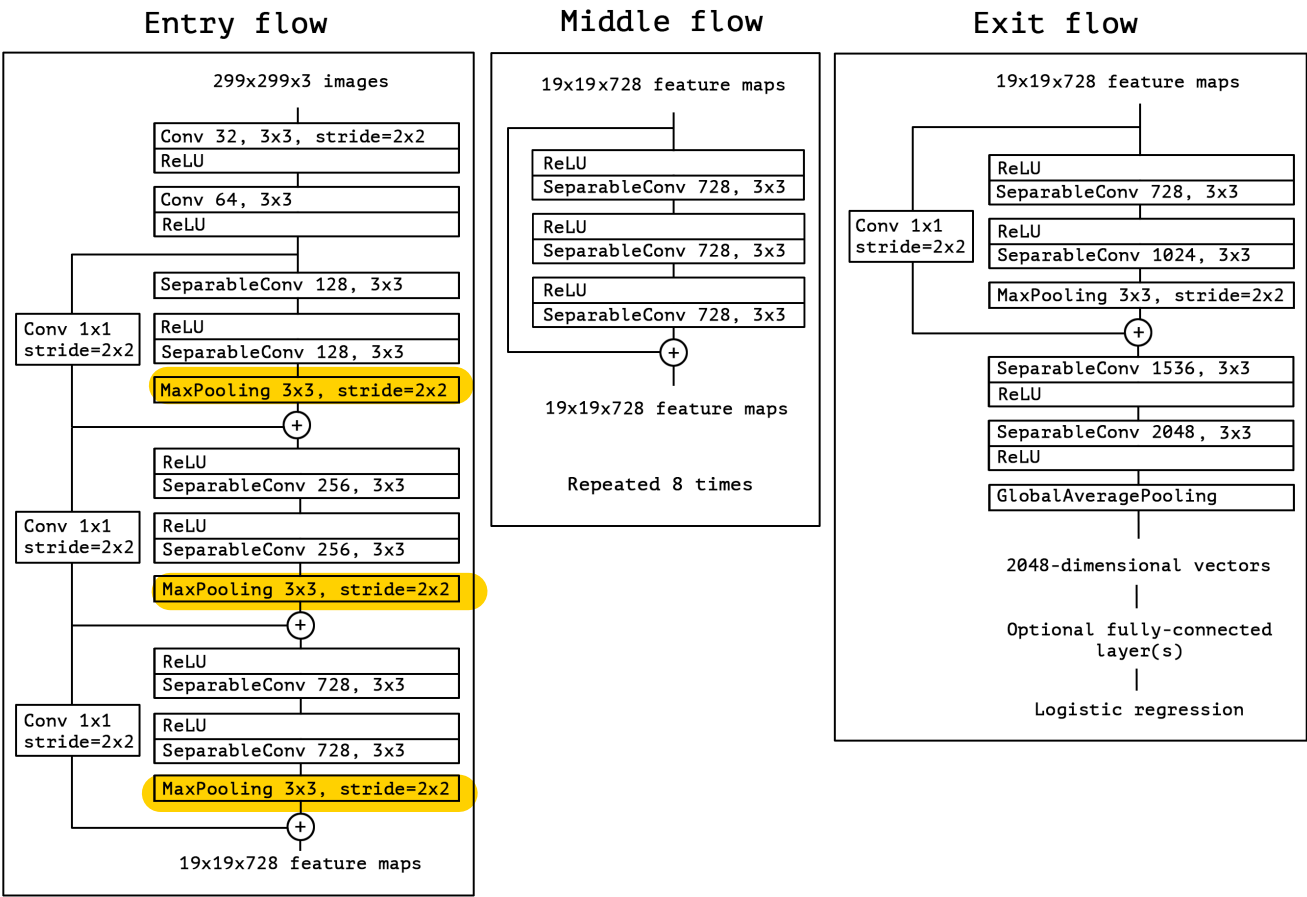 Entry flow
299x299x3 images
Conv 32, 3x3, stride=2x2
ReLU
Conv 64, 3x3
ReLU
SeparableConv 128, 3x3
Conv 1x1
stride=2x2
ReLU
SeparableConv 128, 3x3
MaxPooling 3x3, stride=2x2
+
ReLU
SeparableConv 256, 3x3
Conv 1x1
stride=2x2
ReLU
SeparableConv 256, 3x3
MaxPooling 3x3, stride=2x2
+
ReLU
SeparableConv 728, 3x3
Conv 1x1
stride=2x2
ReLU
SeparableConv 728, 3x3
MaxPooling 3x3, stride=2x2
+
19x19x728 feature maps
Middle flow
19x19x728 feature maps
ReLU
SeparableConv 728, 3x3
ReLU
SeparableConv 728, 3x3
ReLU
SeparableConv 728, 3x3
+
19x19x728 feature maps
Repeated 8 times
Exit flow
19x19x728 feature maps
ReLU
SeparableConv 728, 3x3
Conv 1x1
stride=2x2
ReLU
SeparableConv 1024, 3x3
MaxPooling 3x3, stride=2x2
+
SeparableConv 1536, 3x3
ReLU
SeparableConv 2048, 3x3
ReLU
GlobalAveragePooling
2048-dimensional vectors
Optional fully-connected
layer(s)
Logistic regression